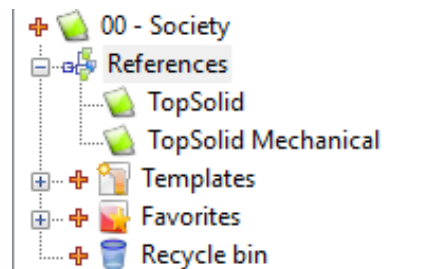 00 - Society
References
TopSolid
TopSolid Mechanical
Templates
Favorites
Recycle bin